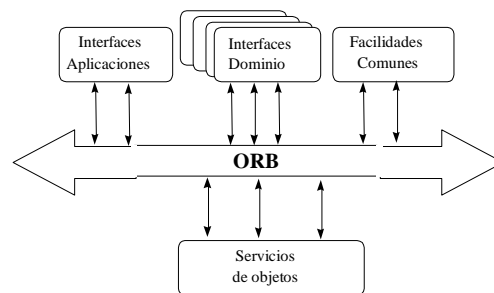 Interfaces
Aplicaciones
Interfaces
Dominio
Facilidades
Comunes
ORB
Servicios
de objetos